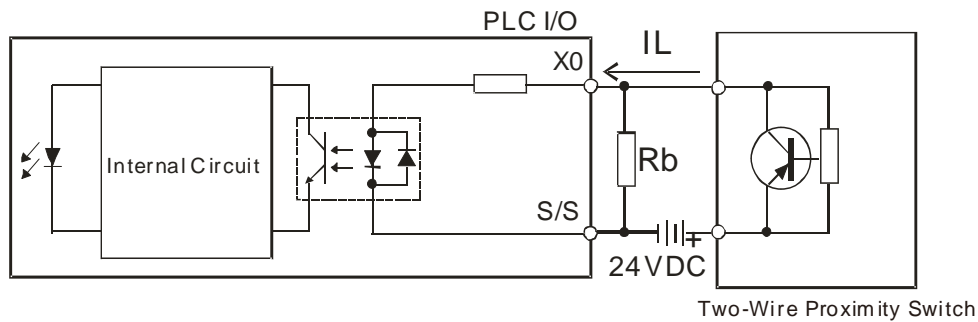 PLC I/O
X0
IL
Internal Circuit
Rb
S/S
+
24VDC
Two-Wire Proximity Switch